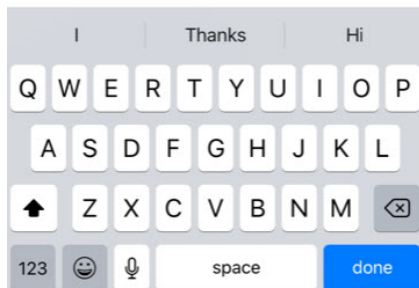 I Thanks Hi
Q W E R T Y U I O P
A S D F G H J K L
Z X C V B N M
123 space done